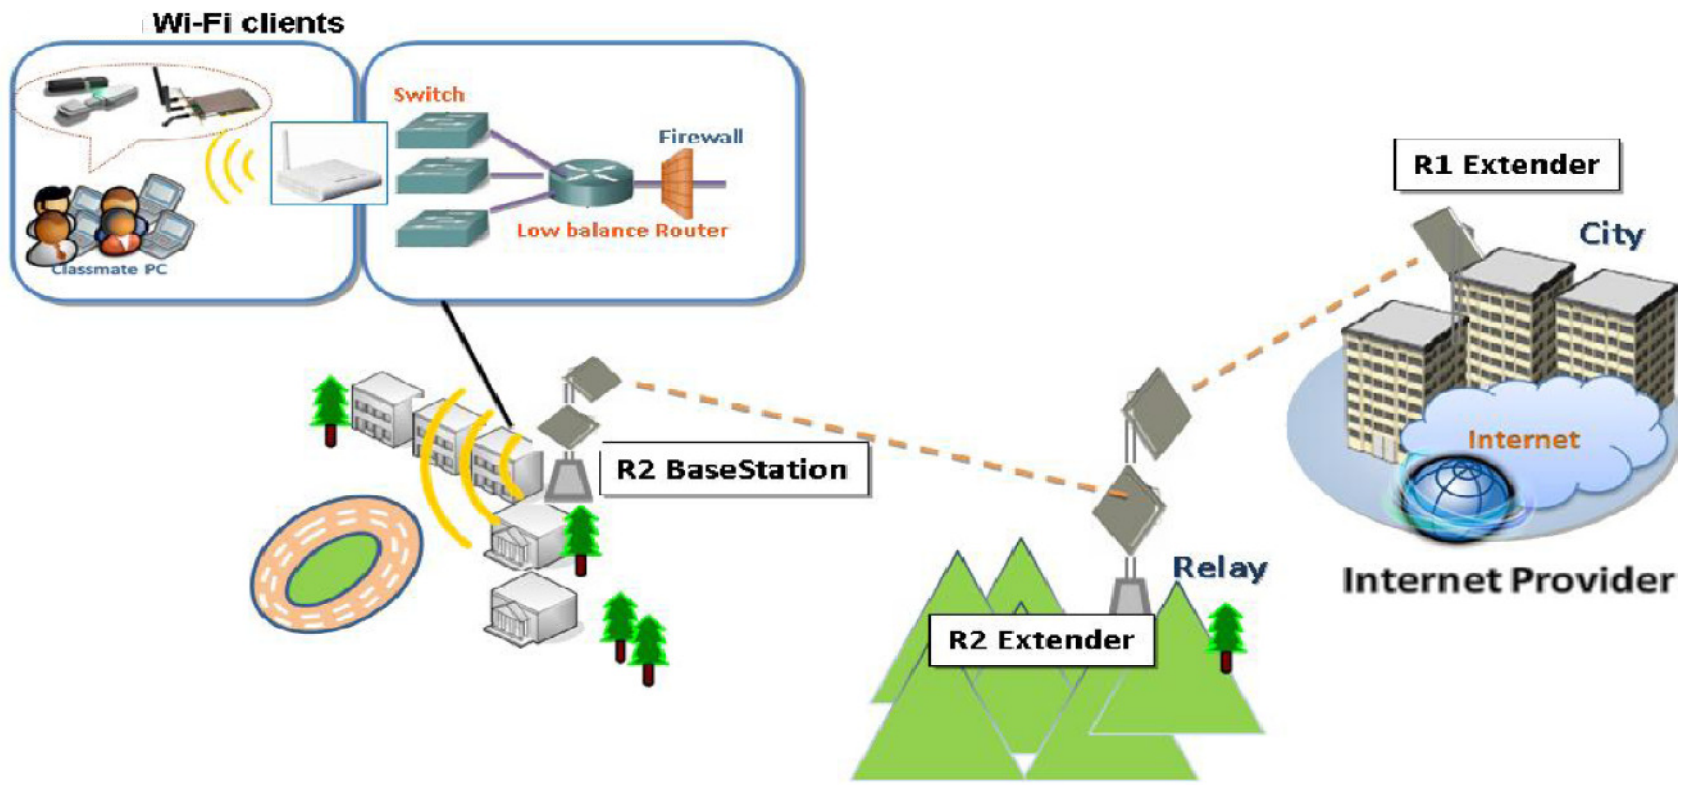 Wi-Fi clients
Switch
Firewall
Low balance Router
Classmate PC
R1 Extender
City
R2 BaseStation
Internet
Relay
Internet Provider
R2 Extender